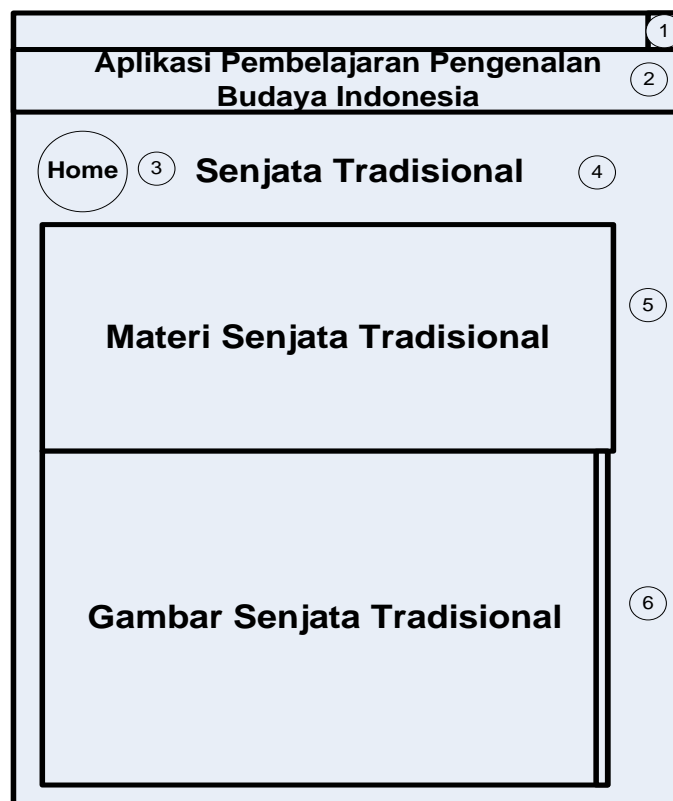 1
Aplikasi Pembelajaran Pengenalan
Budaya Indonesia
2
Home
3
Senjata Tradisional
4
Materi Senjata Tradisional
5
Gambar Senjata Tradisional
6